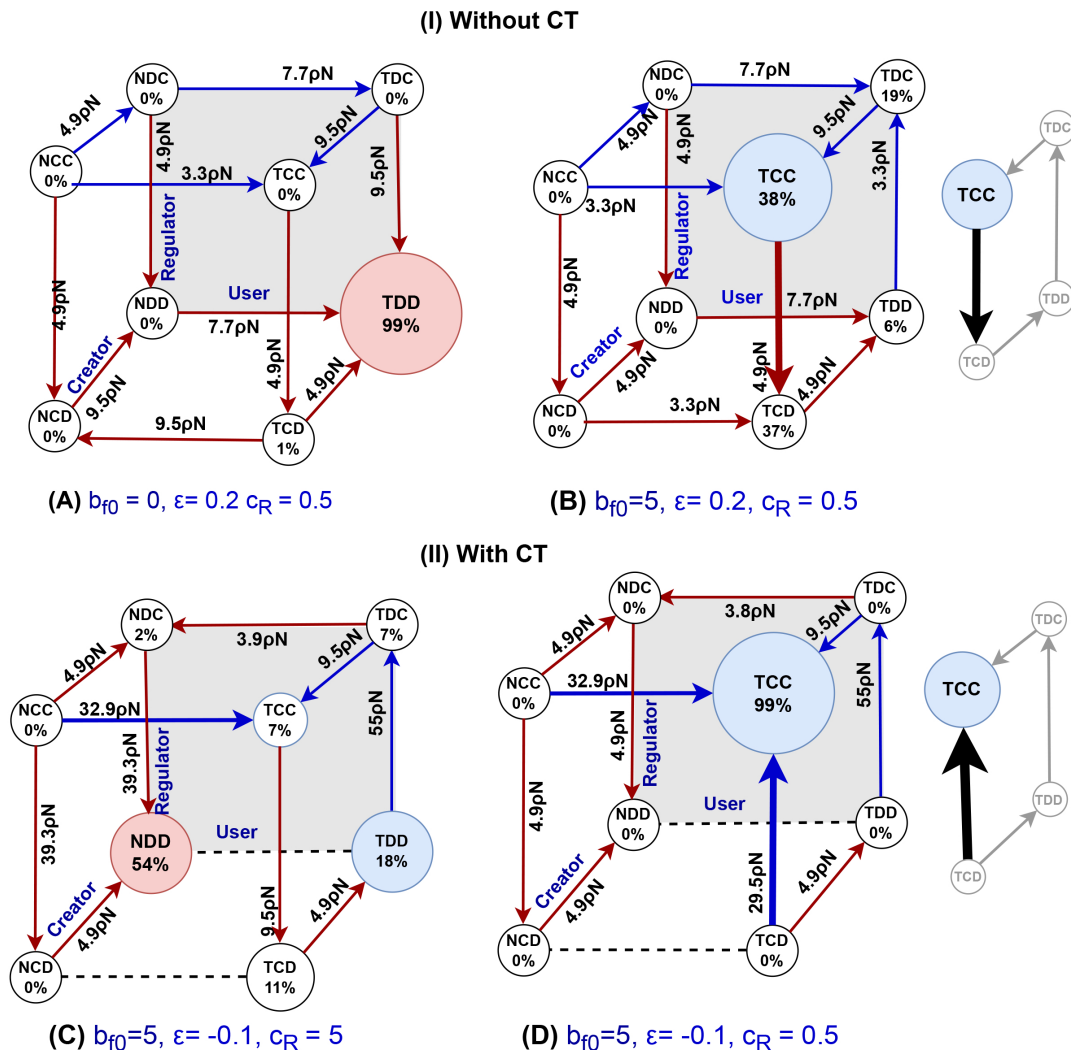 (I) Without CT
NDC
0%
7.7ρN
TDC
0%
4.9ρN
4.9ρN
9.5ρN
9.5ρN
NCC
0%
3.3ρN
TCC
0%
Regulator
User
NDD
0%
7.7ρN
TDD
99%
4.9ρN
Creator
9.5ρN
4.9ρN
4.9ρN
NCD
0%
9.5ρN
TCD
1%
(A) b_f0 = 0, ε= 0.2 c_R = 0.5
NDC
0%
7.7ρN
TDC
19%
4.9ρN
4.9ρN
9.5ρN
3.3ρN
NCC
0%
3.3ρN
TCC
38%
Regulator
User
NDD
0%
7.7ρN
TDD
6%
4.9ρN
Creator
4.9ρN
4.9ρN
4.9ρN
NCD
0%
3.3ρN
TCD
37%
TDC
TCC
TDD
TCD
(B) b_f0=5, ε= 0.2, c_R = 0.5
(II) With CT
NDC
2%
3.9ρN
TDC
7%
4.9ρN
9.5ρN
NCC
0%
32.9ρN
TCC
7%
55ρN
39.3ρN
Regulator
User
NDD
54%
TDD
18%
39.3ρN
Creator
4.9ρN
9.5ρN
4.9ρN
NCD
0%
TCD
11%
(C) b_f0=5, ε= -0.1, c_R = 5
NDC
0%
3.8ρN
TDC
0%
4.9ρN
9.5ρN
NCC
0%
32.9ρN
TCC
99%
55ρN
4.9ρN
Regulator
User
NDD
0%
TDD
0%
4.9ρN
Creator
4.9ρN
29.5ρN
4.9ρN
NCD
0%
TCD
0%
TDC
TCC
TDD
TCD
(D) b_f0=5, ε= -0.1, c_R = 0.5